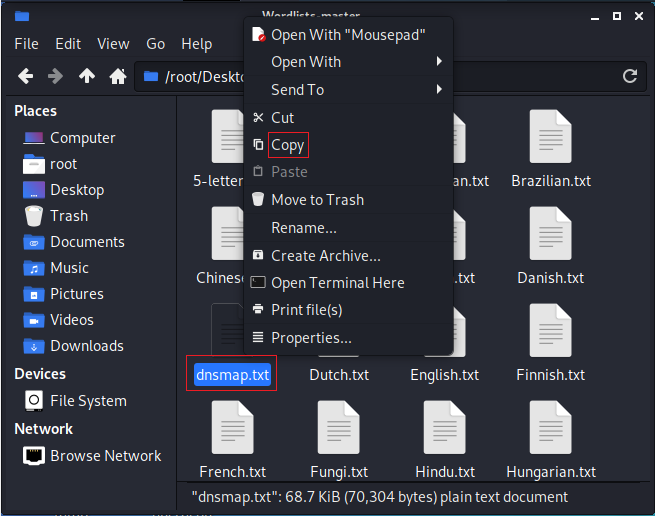 Wordlists-master
File Edit View Go Help
/root/Deskto
Places
Computer
root
Desktop
Trash
Documents
Music
Pictures
Videos
Downloads
Devices
File System
Network
Browse Network
Open With "Mousepad"
Open With
Send To
Cut
Copy
Paste
Move to Trash
Rename...
Create Archive...
Open Terminal Here
Print file(s)
Properties...
5-letter
an.txt
Brazilian.txt
Chinese
.txt
Danish.txt
dnsmap.txt
Dutch.txt
English.txt
Finnish.txt
French.txt
Fungi.txt
Hindu.txt
Hungarian.txt
"dnsmap.txt": 68.7 KiB (70,304 bytes) plain text document